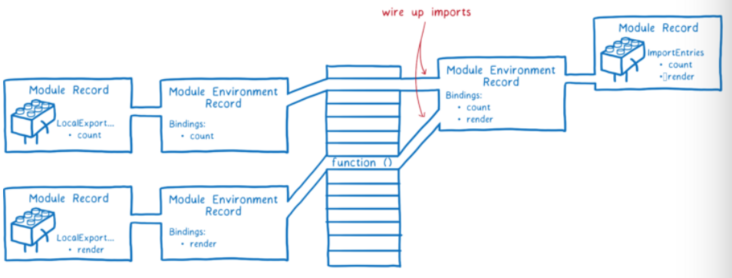 wire up imports
Module Record
ImportEntries
• count
• render
Module Environment
Record
Bindings:
• count
• render
Module Record
LocalExport...
• count
Module Environment
Record
Bindings:
• count
function ()
Module Record
LocalExport...
• render
Module Environment
Record
Bindings:
• render